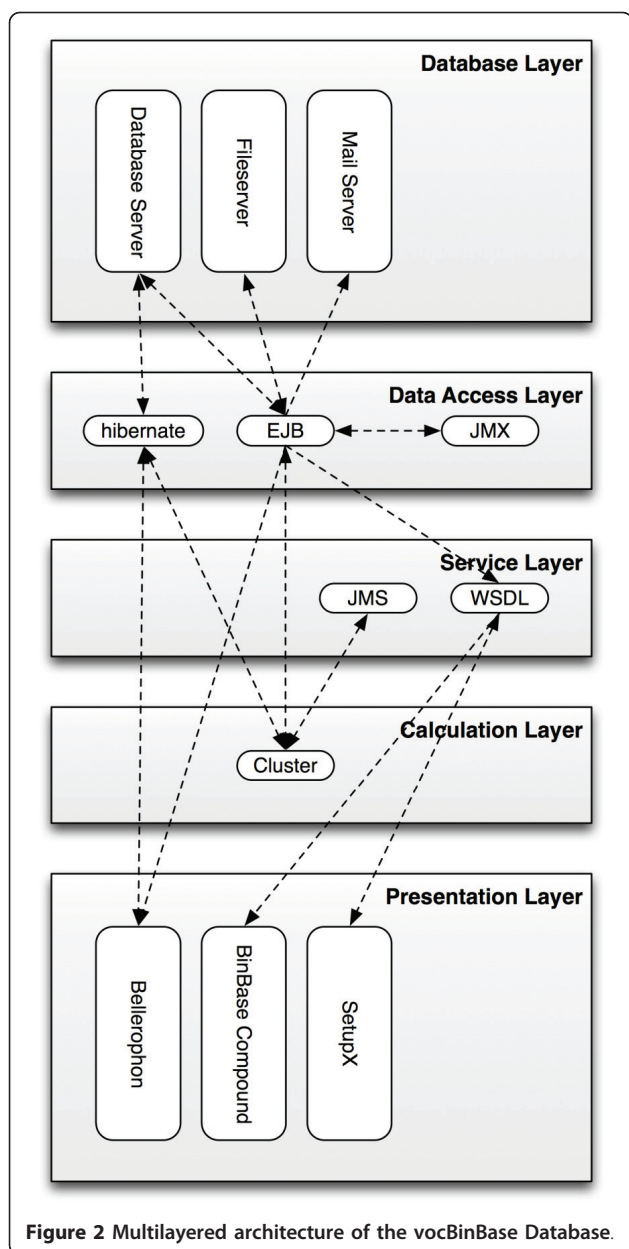 Database Layer
Database Server
Fileserver
Mail Server
Data Access Layer
hibernate
EJB
JMX
Service Layer
JMS
WSDL
Calculation Layer
Cluster
Presentation Layer
Bellerophon
BinBase Compound
SetupX
Figure 2 Multilayered architecture of the vocBinBase Database.